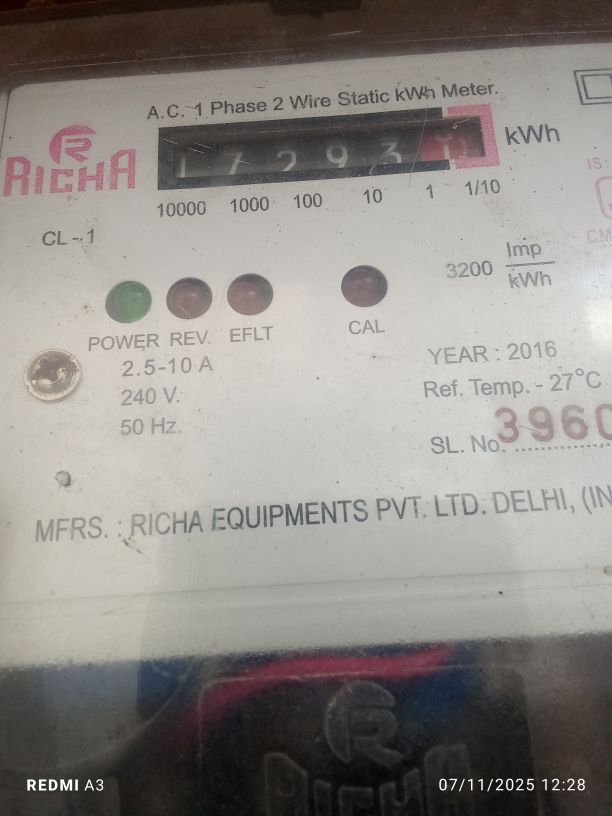 A.C. 1 Phase 2 Wire Static kWh Meter.
RICHA
1 7 2 9 3 kWh
10000 1000 100 10 1 1/10
CL - 1
3200 Imp
kWh
POWER REV. EFLT CAL
2.5-10 A
240 V.
50 Hz.
YEAR : 2016
Ref. Temp. - 27°C
SL. No. 3960
MFRS. : RICHA EQUIPMENTS PVT. LTD. DELHI, (IN
RICHA
REDMI A3
07/11/2025 12:28